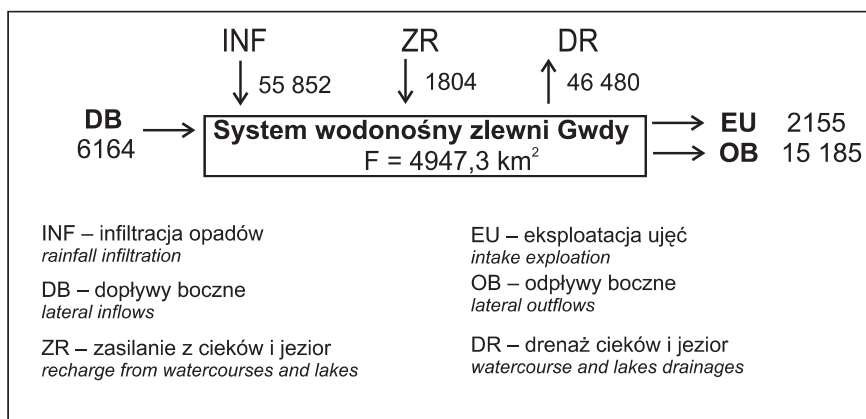 INF ZR DR
55 852 1804 46 480
DB
6164
System wodonośny zlewni Gwdy
F = 4947,3 km²
EU 2155
OB 15 185
INF – infiltracja opadów
rainfall infiltration
DB – dopływy boczne
lateral inflows
ZR – zasilanie z cieków i jezior
recharge from watercourses and lakes
EU – eksploatacja ujęć
intake exploation
OB – odpływy boczne
lateral outflows
DR – drenaż cieków i jezior
watercourse and lakes drainages